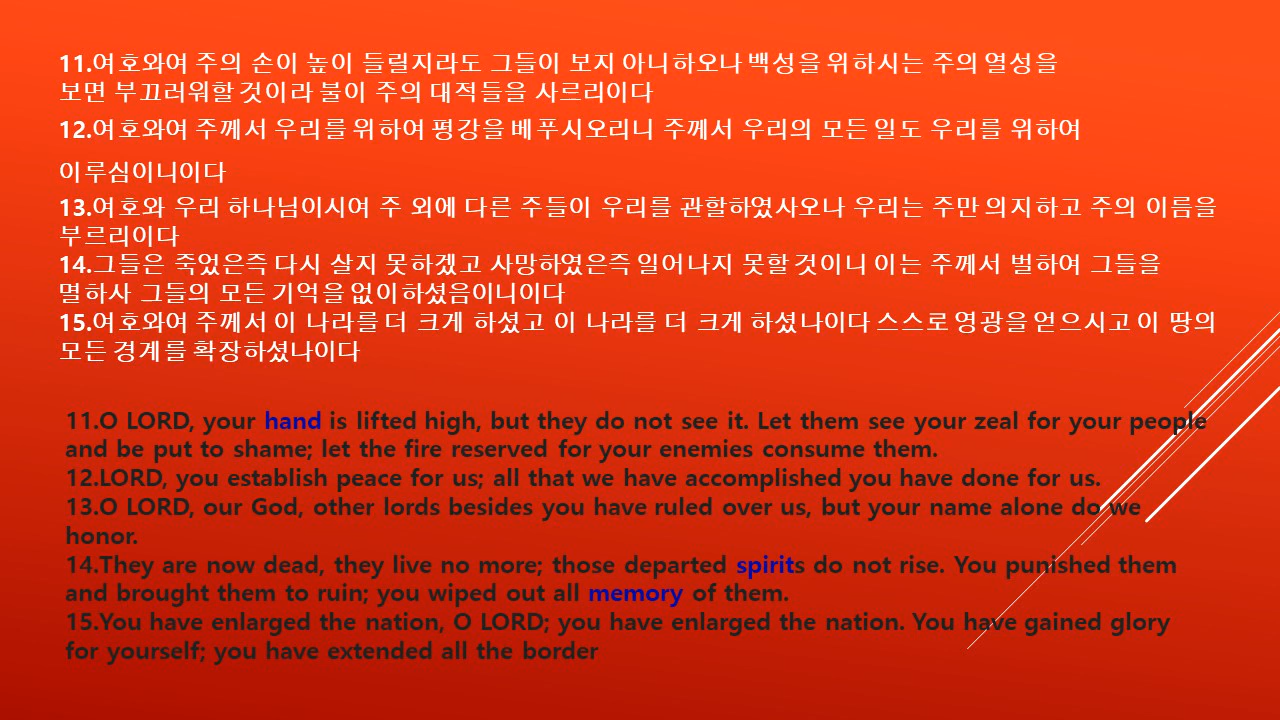 11.여호와여 주의 손이 높이 들릴지라도 그들이 보지 아니하오나 백성을 위하시는 주의 열성을
보면 부끄러워할 것이라 불이 주의 대적들을 사르리이다
12.여호와여 주께서 우리를 위하여 평강을 베푸시오리니 주께서 우리의 모든 일도 우리를 위하여
이루심이니이다
13.여호와 우리 하나님이시여 주 외에 다른 주들이 우리를 관할하였사오나 우리는 주만 의지하고 주의 이름을
부르리이다
14.그들은 죽었은즉 다시 살지 못하겠고 사망하였은즉 일어나지 못할 것이니 이는 주께서 벌하여 그들을
멸하사 그들의 모든 기억을 없이하셨음이니이다
15.여호와여 주께서 이 나라를 더 크게 하셨고 이 나라를 더 크게 하셨나이다 스스로 영광을 얻으시고 이 땅의
모든 경계를 확장하셨나이다
11.O LORD, your hand is lifted high, but they do not see it. Let them see your zeal for your people
and be put to shame; let the fire reserved for your enemies consume them.
12.LORD, you establish peace for us; all that we have accomplished you have done for us.
13.O LORD, our God, other lords besides you have ruled over us, but your name alone do we
honor.
14.They are now dead, they live no more; those departed spirits do not rise. You punished them
and brought them to ruin; you wiped out all memory of them.
15.You have enlarged the nation, O LORD; you have enlarged the nation. You have gained glory
for yourself; you have extended all the border